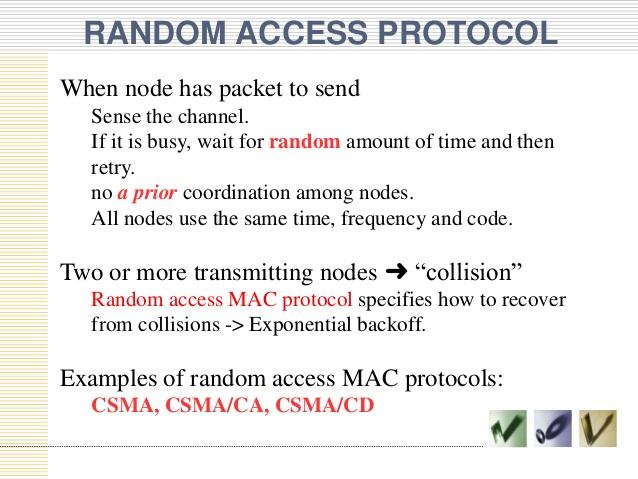 RANDOM ACCESS PROTOCOL
When node has packet to send
Sense the channel.
If it is busy, wait for random amount of time and then
retry.
no a prior coordination among nodes.
All nodes use the same time, frequency and code.
Two or more transmitting nodes ➜ “collision”
Random access MAC protocol specifies how to recover
from collisions -> Exponential backoff.
Examples of random access MAC protocols:
CSMA, CSMA/CA, CSMA/CD